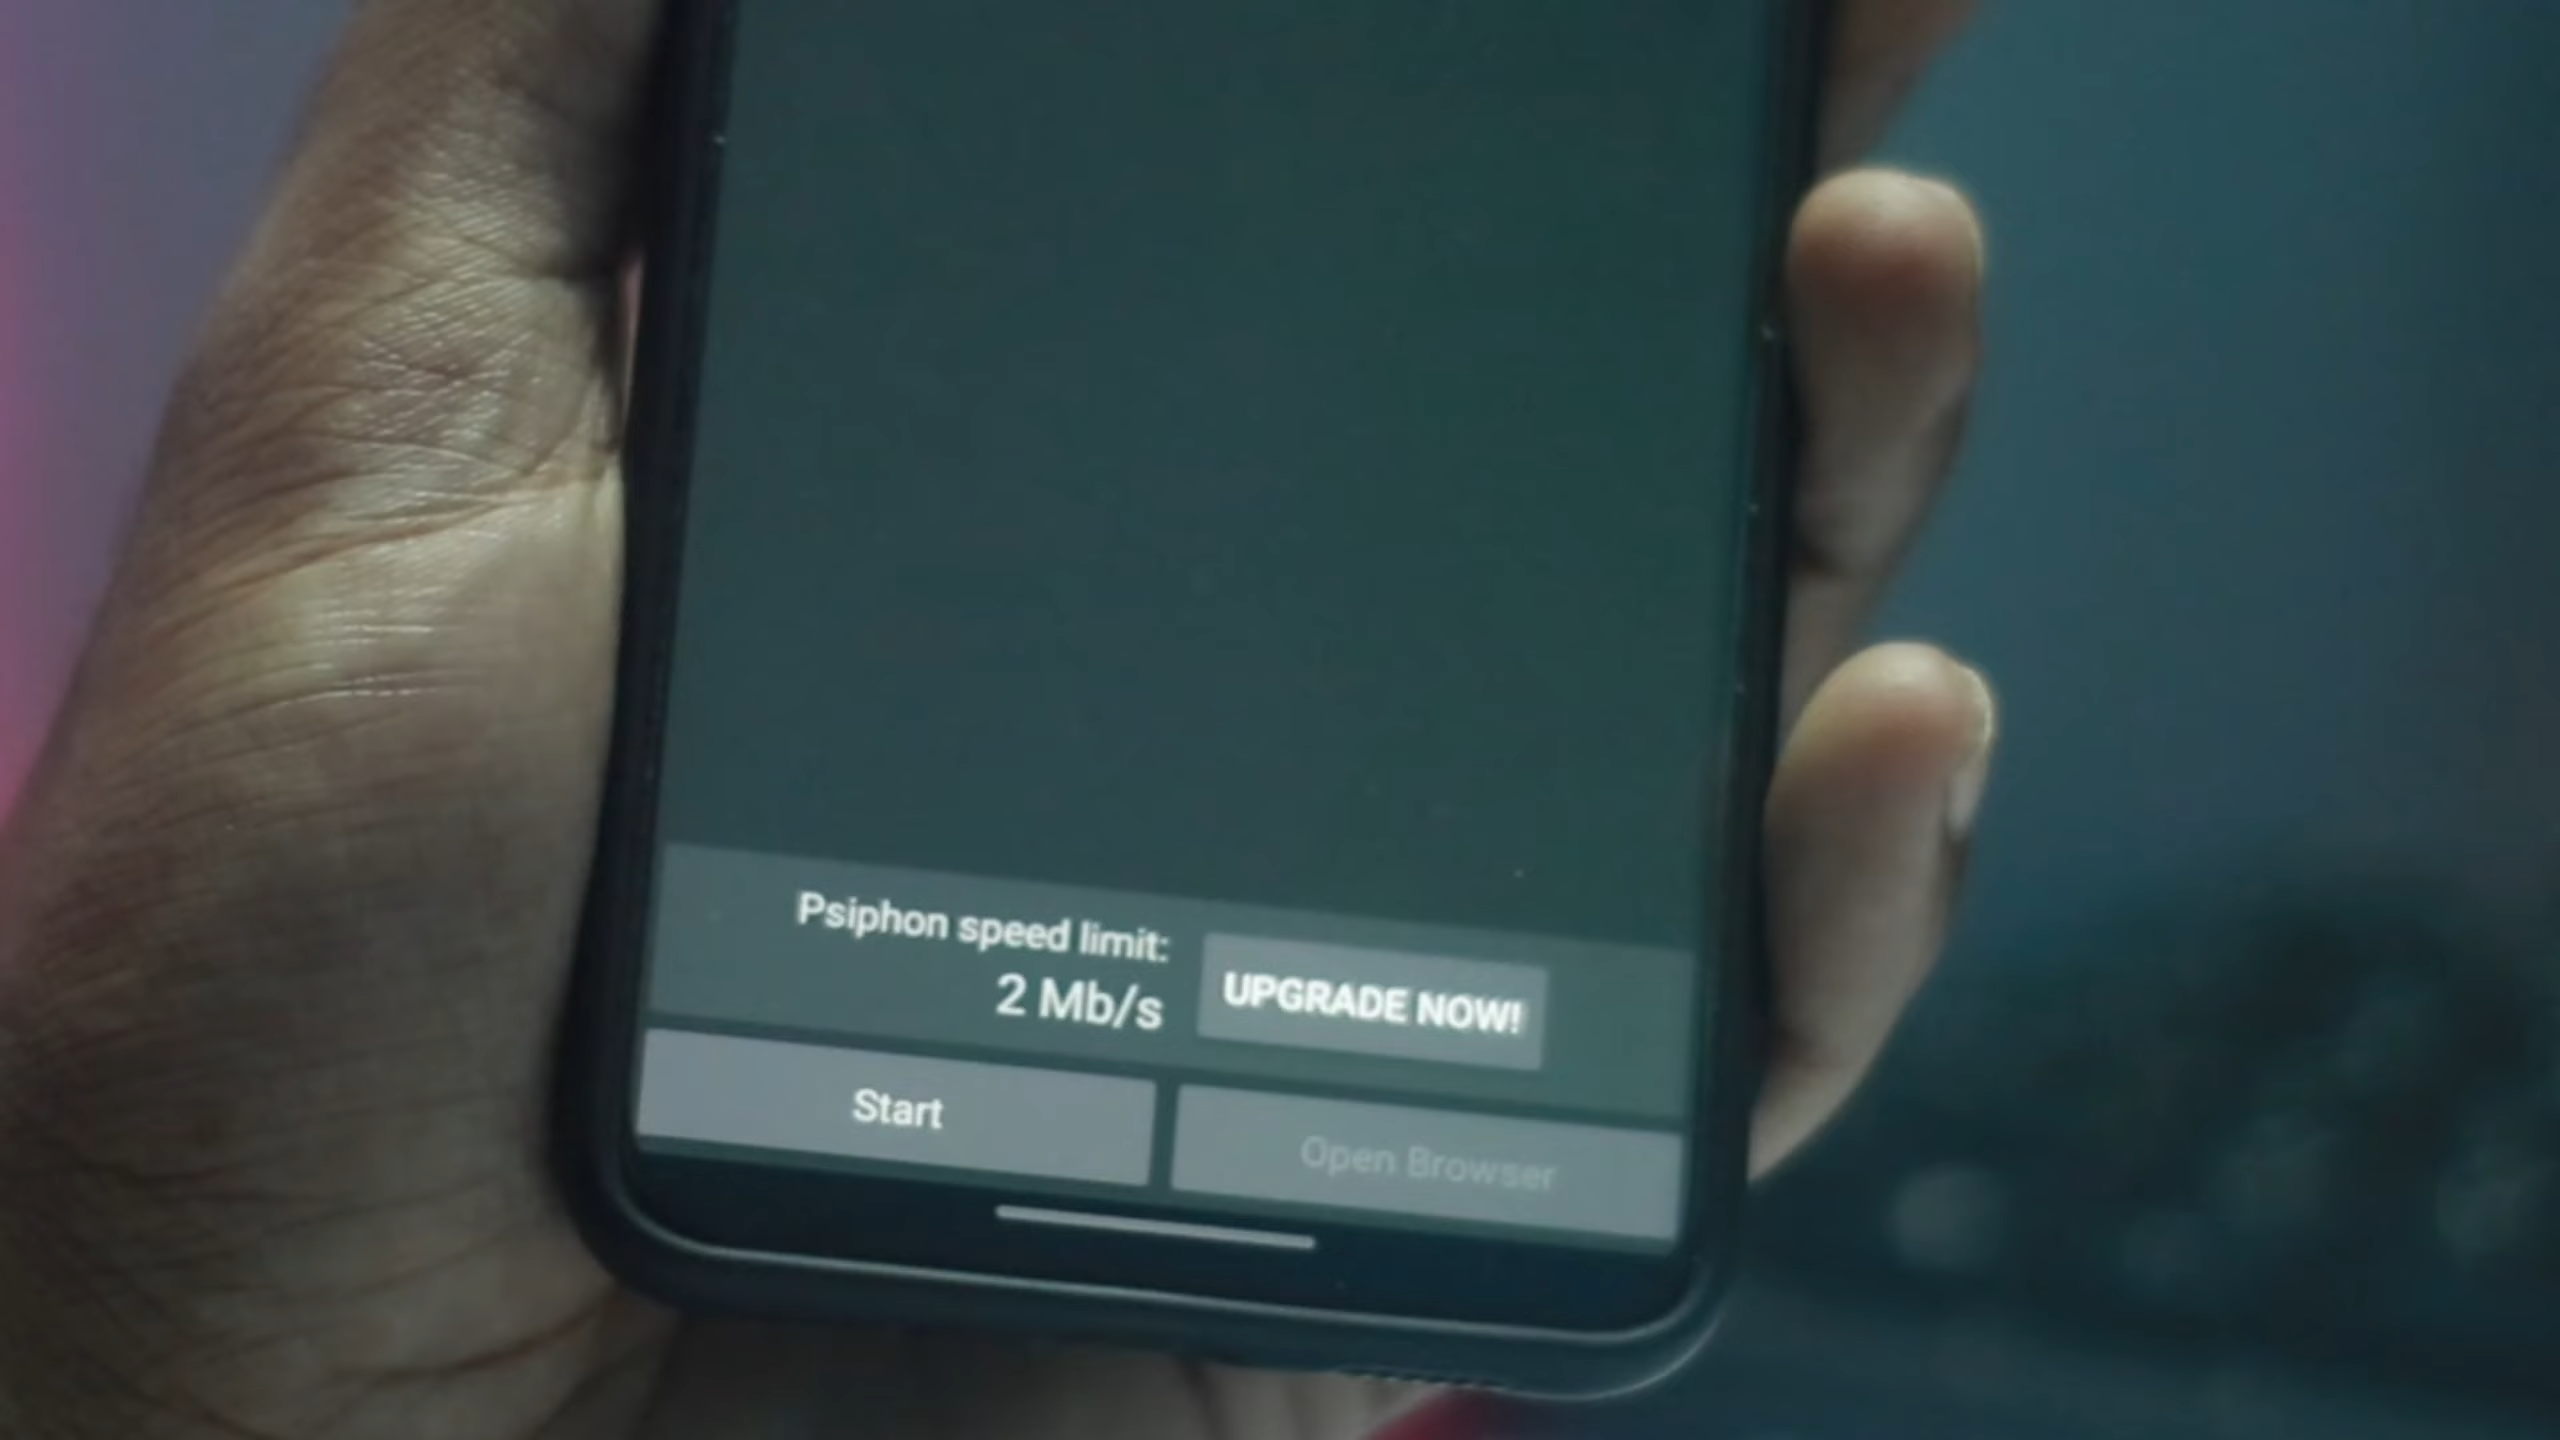 Psiphon speed limit:
2 Mb/s
UPGRADE NOW!
Start
Open Browser